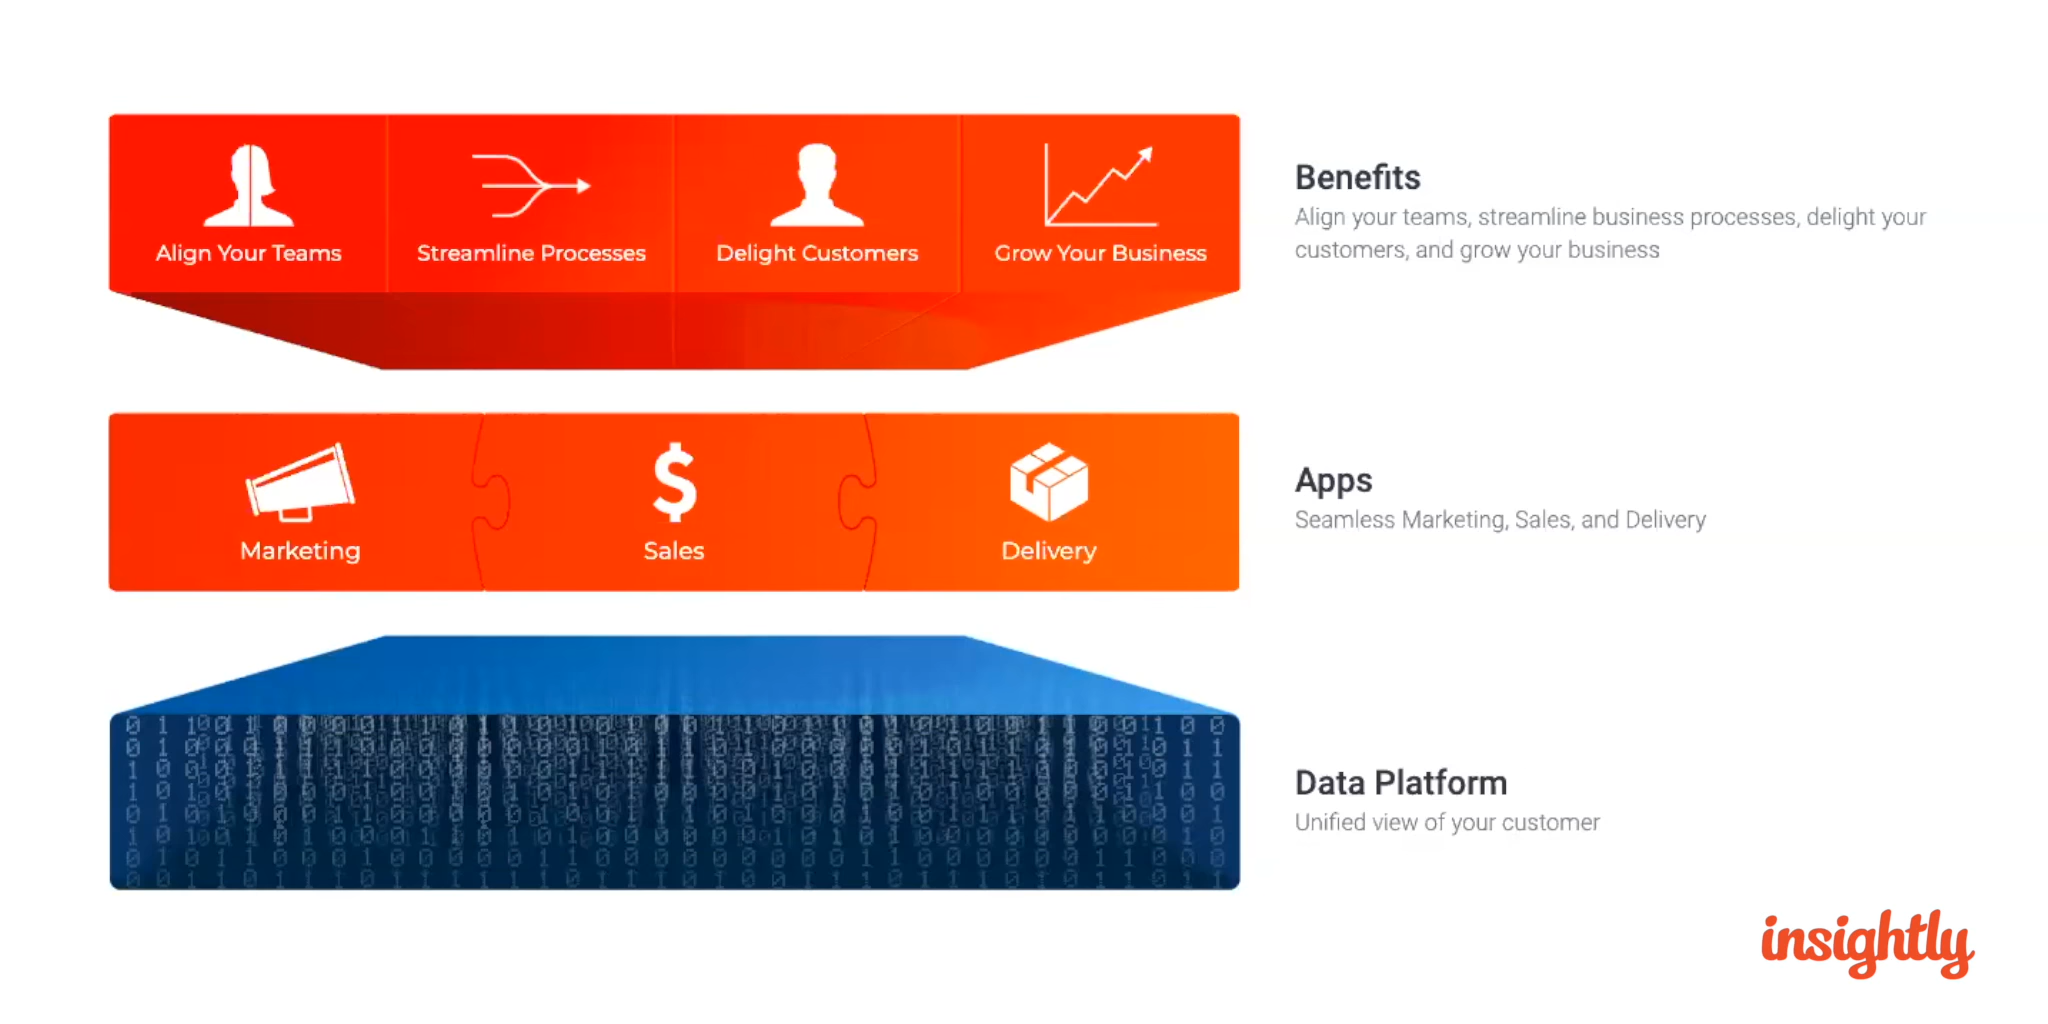 Align Your Teams
Streamline Processes
Delight Customers
Grow Your Business
Benefits
Align your teams, streamline business processes, delight your
customers, and grow your business
Marketing
Sales
Delivery
Apps
Seamless Marketing, Sales, and Delivery
Data Platform
Unified view of your customer
insightly